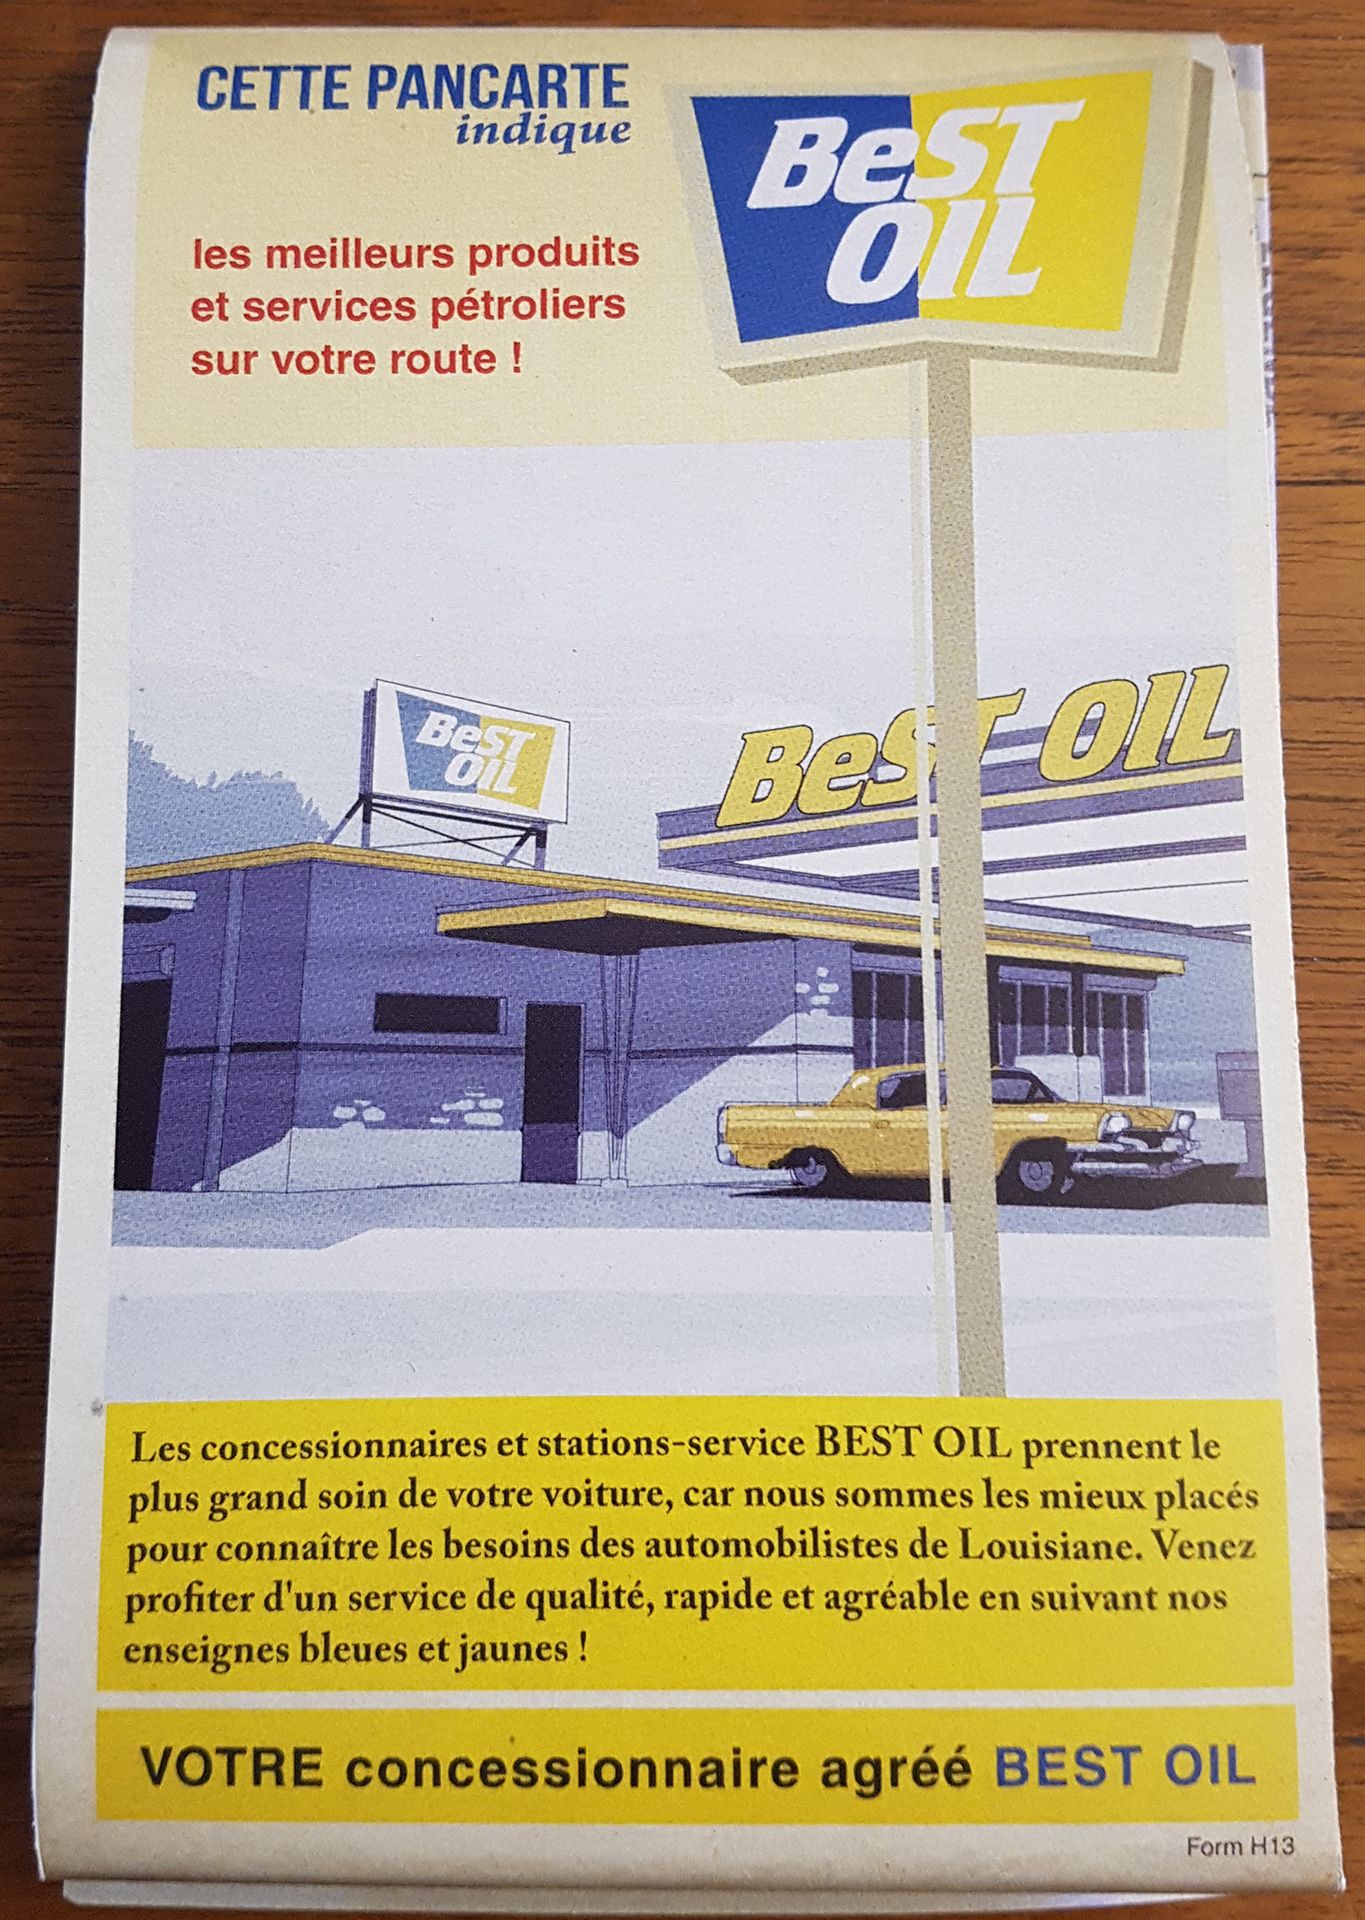 CETTE PANCARTE
indique
les meilleurs produits
et services pétroliers
sur votre route !
BeST
OIL
BeST
OIL
BeST OIL
Les concessionnaires et stations-service BEST OIL prennent le
plus grand soin de votre voiture, car nous sommes les mieux placés
pour connaître les besoins des automobilistes de Louisiane. Venez
profiter d'un service de qualité, rapide et agréable en suivant nos
enseignes bleues et jaunes !
VOTRE concessionnaire agréé BEST OIL
Form H13